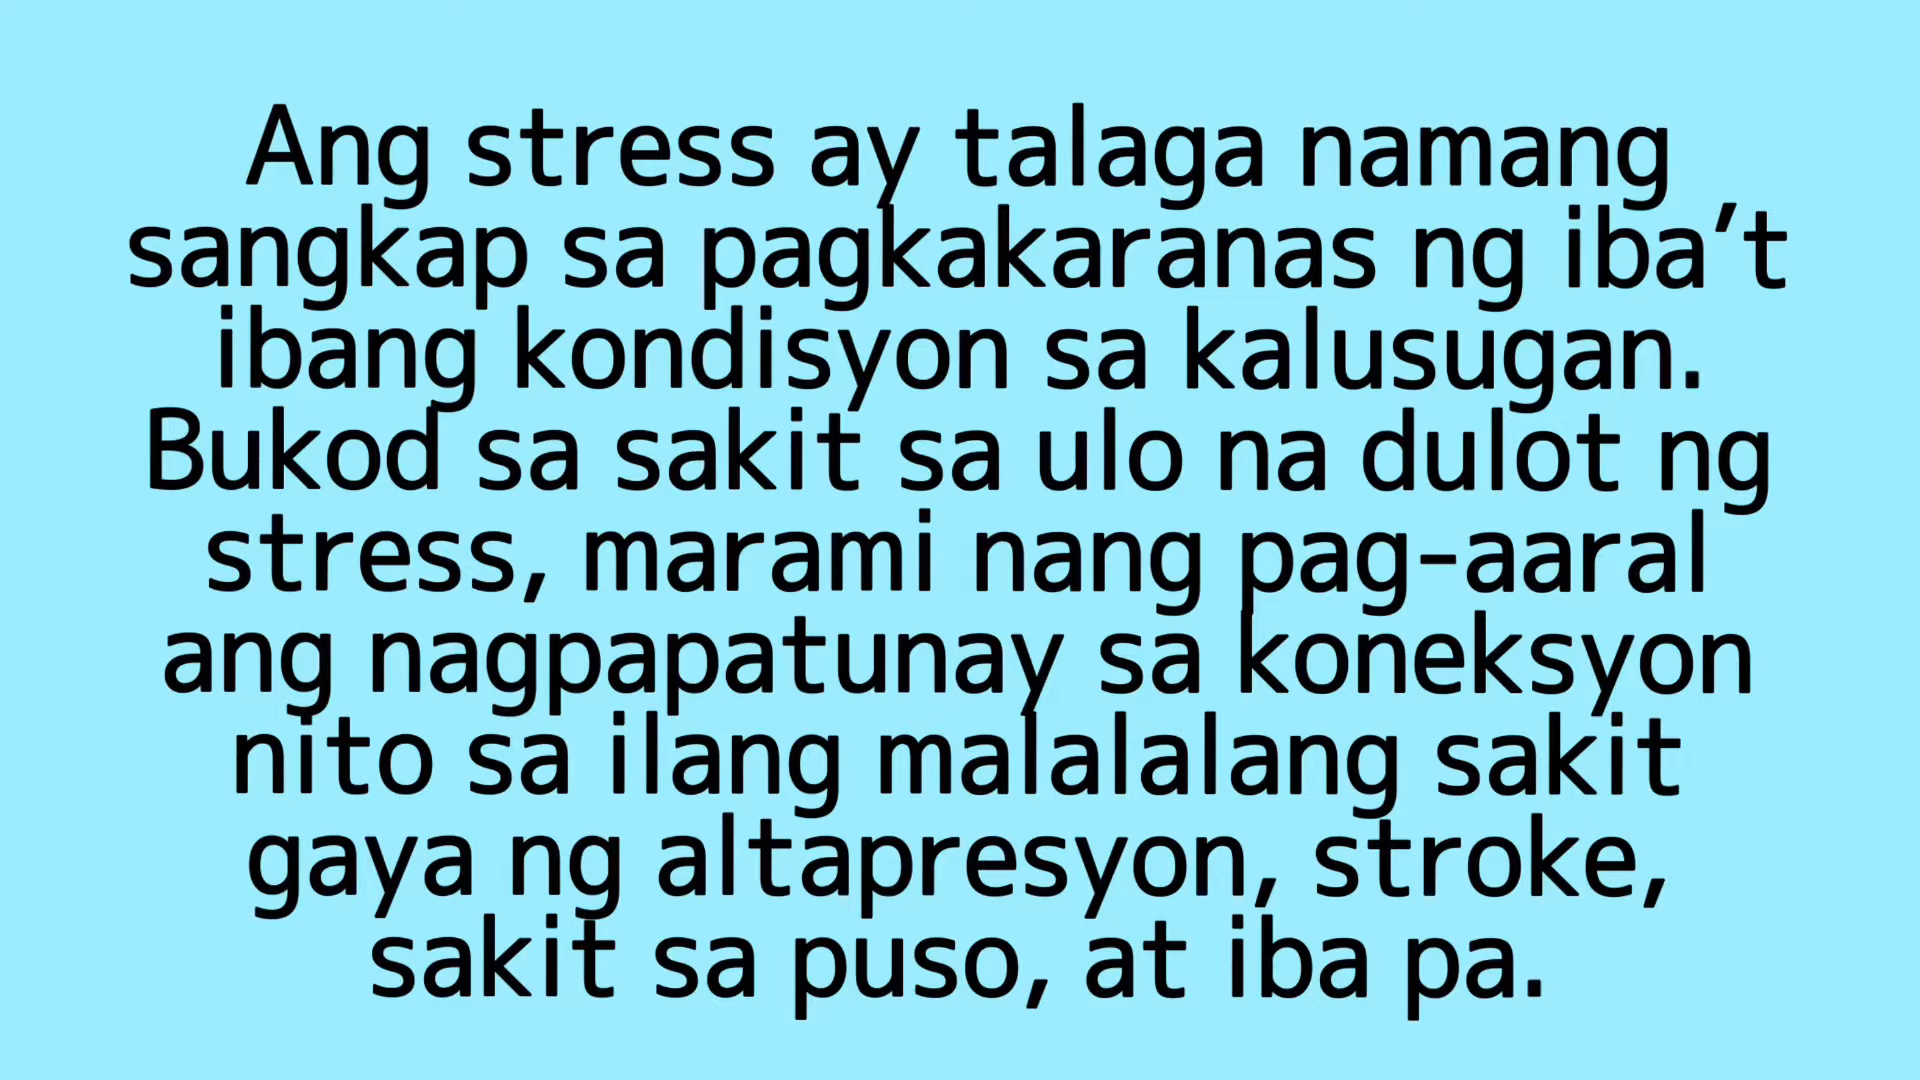 Ang stress ay talaga namang
sangkap sa pagkakaranas ng iba’t
ibang kondisyon sa kalusugan.
Bukod sa sakit sa ulo na dulot ng
stress, marami nang pag-aaral
ang nagpapatunay sa koneksyon
nito sa ilang malalalang sakit
gaya ng altapresyon, stroke,
sakit sa puso, at iba pa.